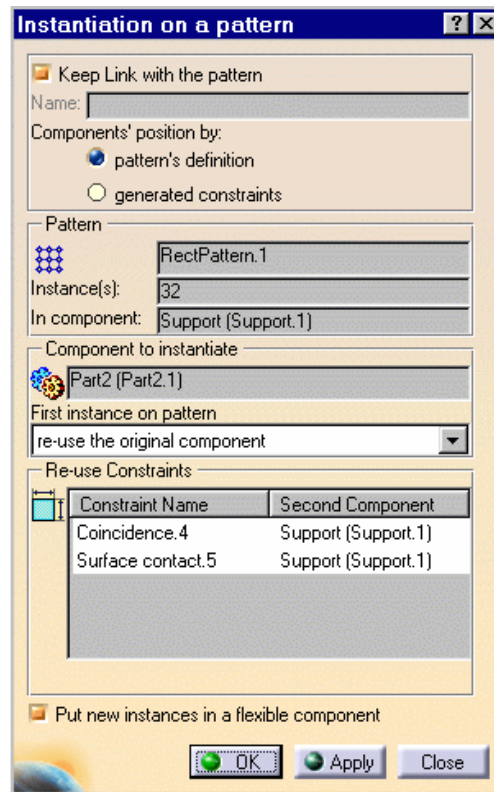 Instantiation on a pattern ? X
Keep Link with the pattern
Name:
Components' position by:
pattern's definition
generated constraints
Pattern
RectPattern.1
Instance(s): 32
In component: Support (Support.1)
Component to instantiate
Part2 (Part2.1)
First instance on pattern
re-use the original component
Re-use Constraints
Constraint Name Second Component
Coincidence.4 Support (Support.1)
Surface contact.5 Support (Support.1)
Put new instances in a flexible component
OK Apply Close